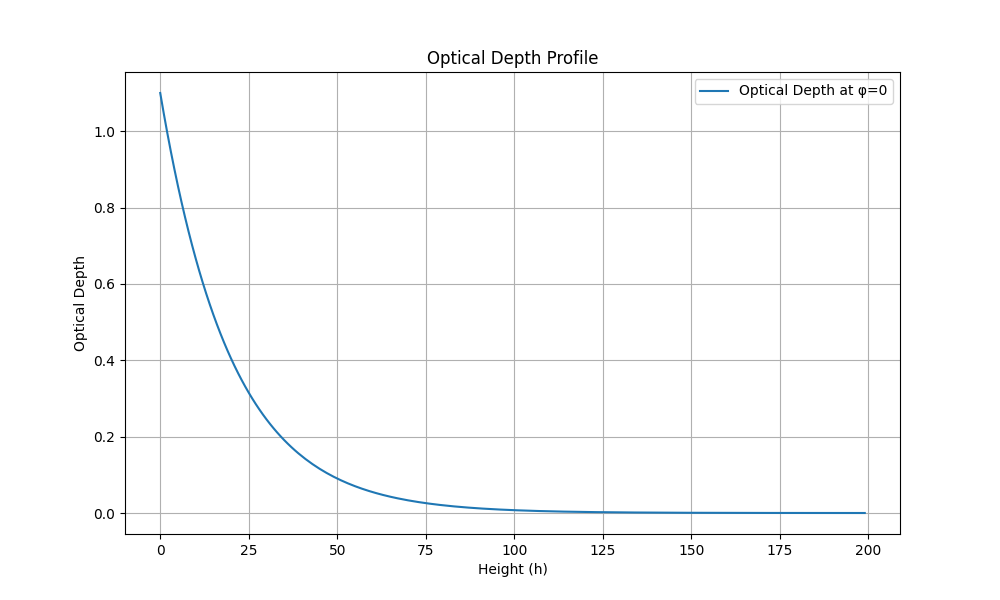 Optical Depth Profile
Optical Depth at φ=0
Optical Depth
1.0
0.8
0.6
0.4
0.2
0.0
0 25 50 75 100 125 150 175 200
Height (h)